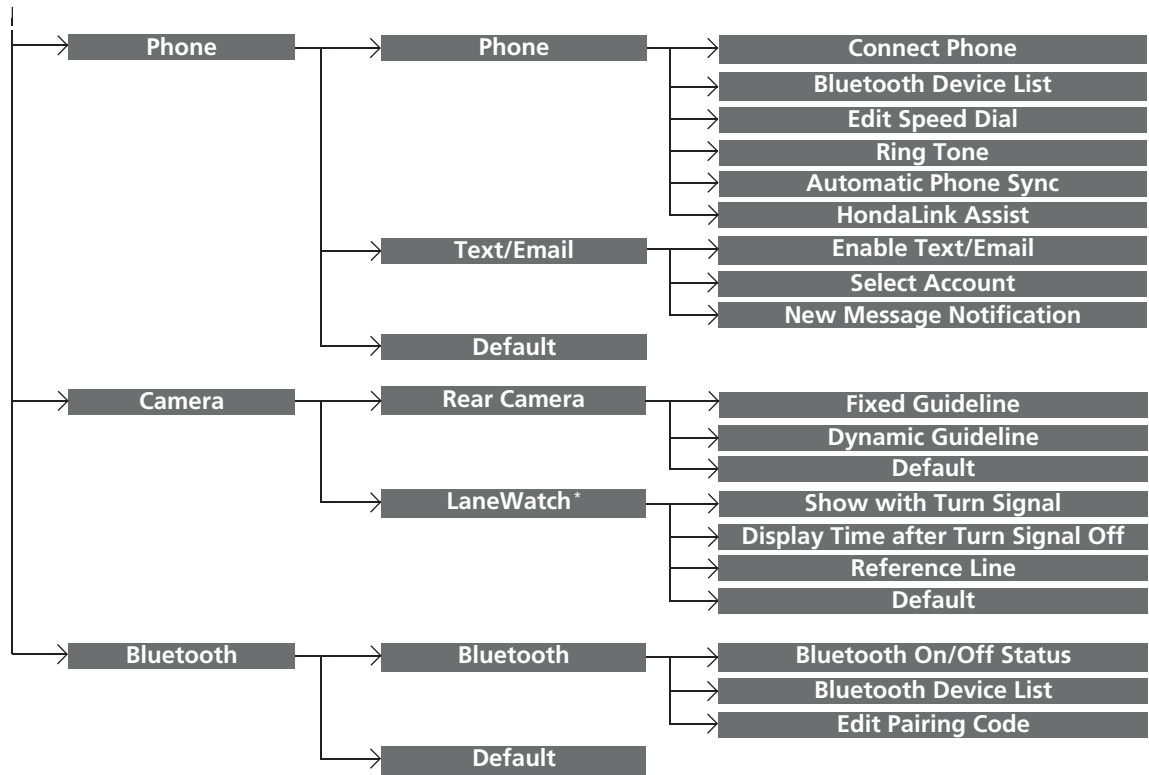 Phone
Phone
Connect Phone
Bluetooth Device List
Edit Speed Dial
Ring Tone
Automatic Phone Sync
HondaLink Assist
Text/Email
Enable Text/Email
Select Account
New Message Notification
Default
Camera
Rear Camera
Fixed Guideline
Dynamic Guideline
Default
LaneWatch*
Show with Turn Signal
Display Time after Turn Signal Off
Reference Line
Default
Bluetooth
Bluetooth
Bluetooth On/Off Status
Bluetooth Device List
Edit Pairing Code
Default